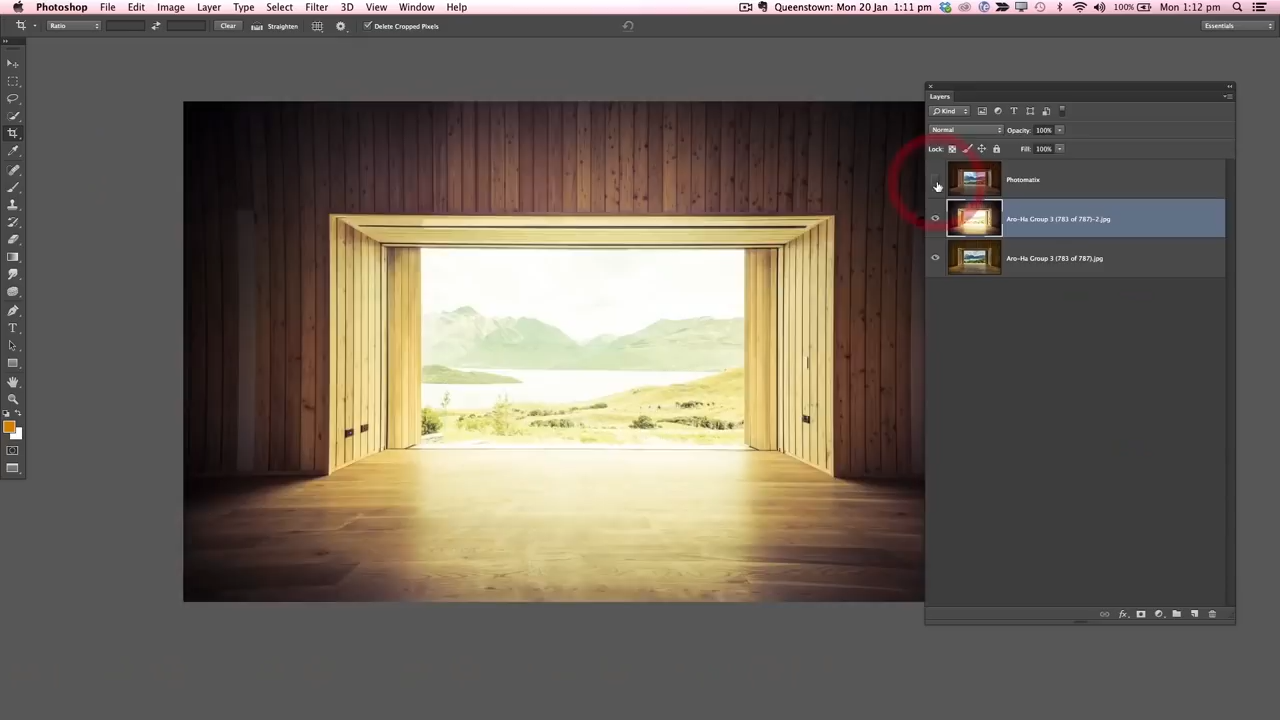 Photoshop File Edit Image Layer Type Select Filter 3D View Window Help Queenstown: Mon 20 Jan 1:11 pm 100% Mon 1:12 pm
Ratio Clear Straighten Delete Cropped Pixels Essentials
Layers
Kind
Normal Opacity: 100%
Lock: Fill: 100%
Photomatix
Aro-Ha Group 3 (783 of 787)-2.jpg
Aro-Ha Group 3 (783 of 787).jpg